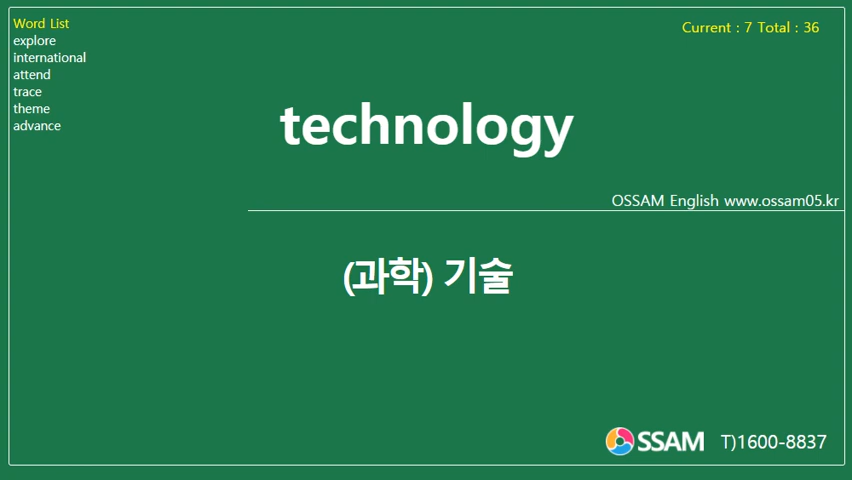 Word List
explore
international
attend
trace
theme
advance
Current : 7 Total : 36
technology
OSSAM English www.ossam05.kr
(과학) 기술
OSSAM T)1600-8837